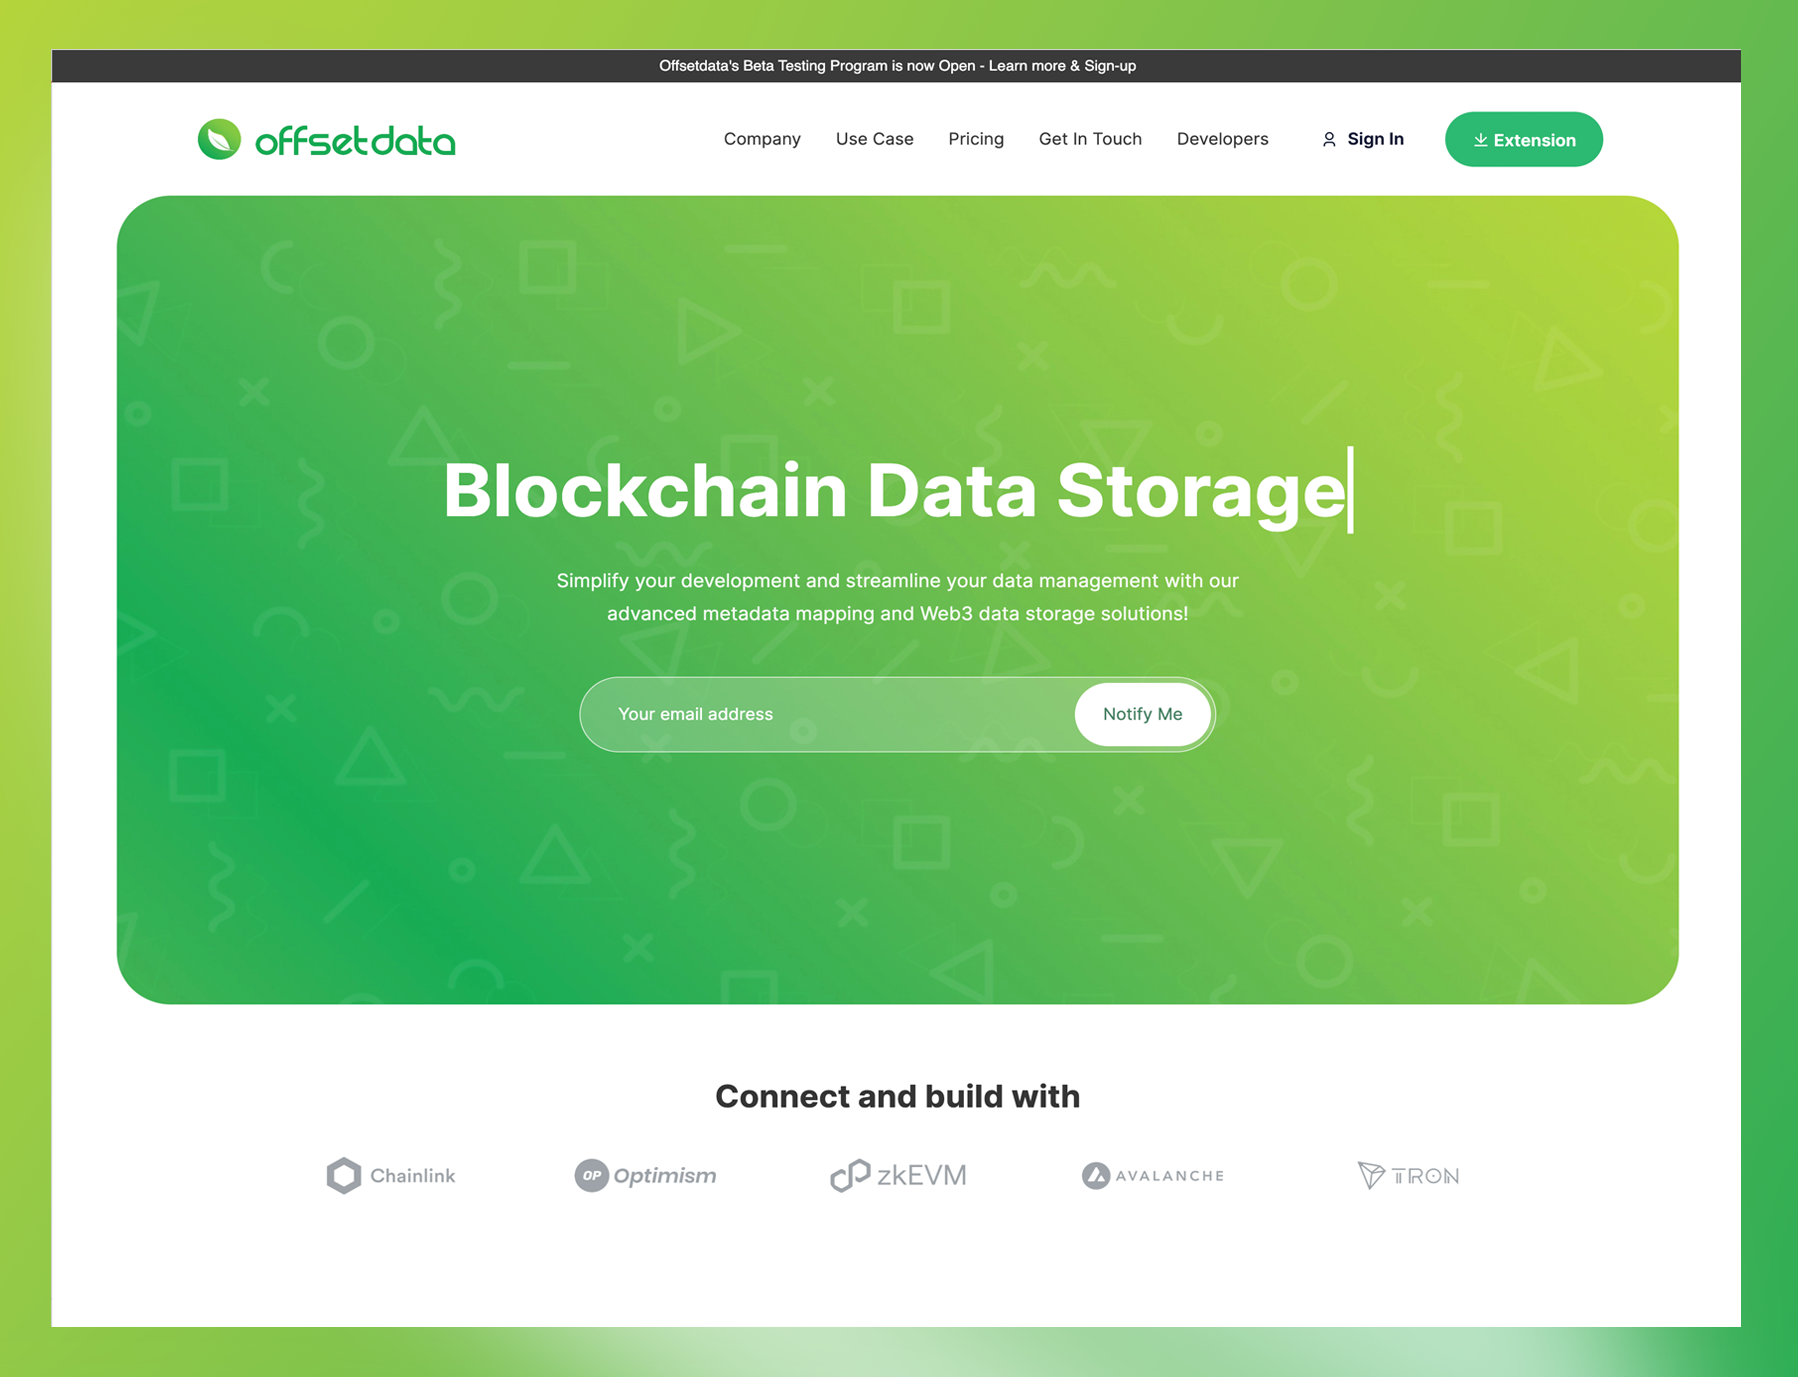 Offsetdata's Beta Testing Program is now Open - Learn more & Sign-up
offsetdata
Company Use Case Pricing Get In Touch Developers Sign In Extension
Blockchain Data Storage
Simplify your development and streamline your data management with our
advanced metadata mapping and Web3 data storage solutions!
Your email address Notify Me
Connect and build with
Chainlink OP Optimism zkEVM AVALANCHE TRON